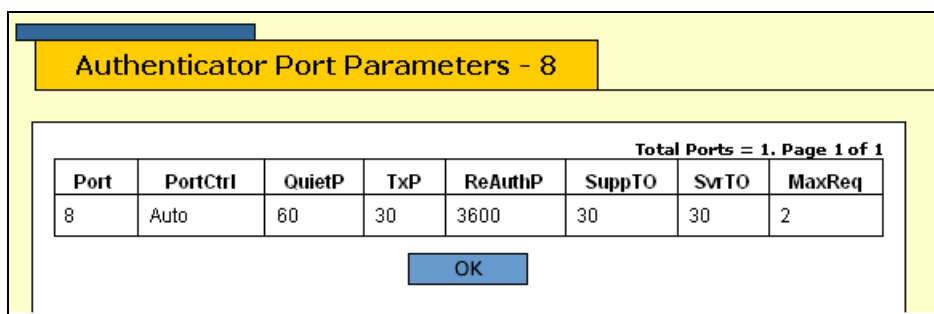 Authenticator Port Parameters - 8
Total Ports = 1. Page 1 of 1
Port PortCtrl QuietP TxP ReAuthP SuppTO SvrTO MaxReq
8 Auto 60 30 3600 30 30 2
OK